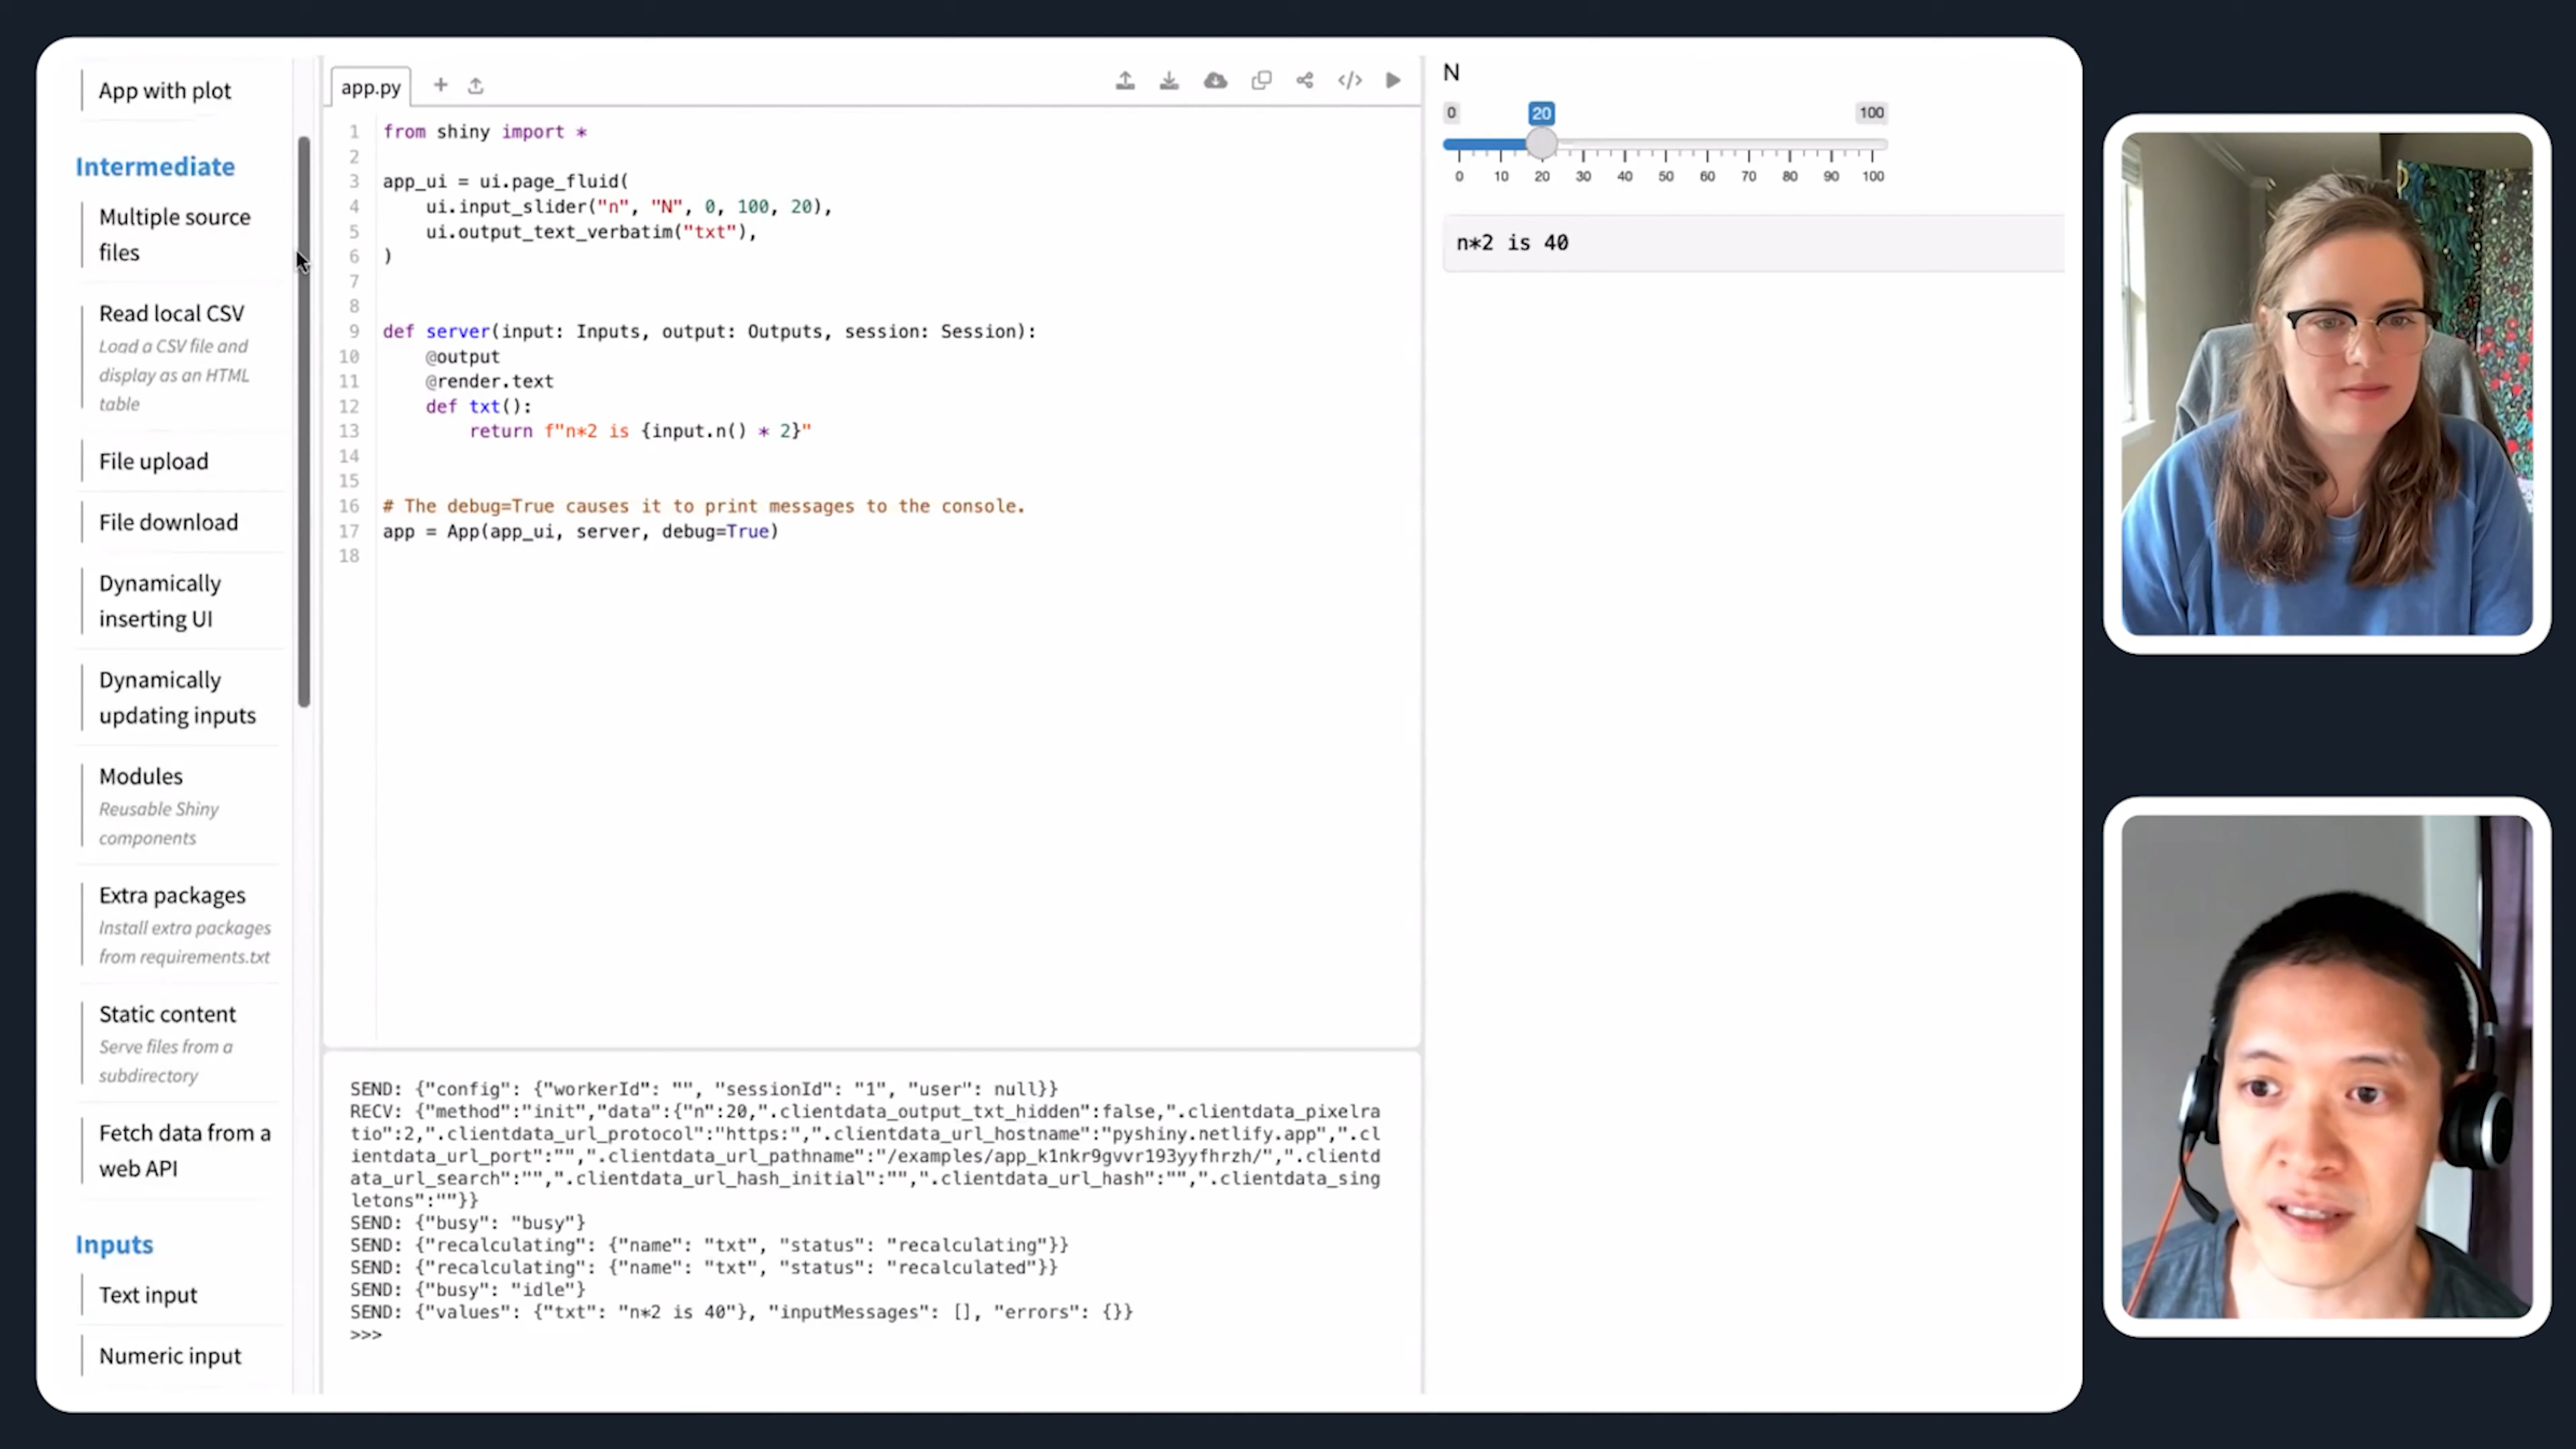 App with plot
Intermediate
Multiple source
files
Read local CSV
Load a CSV file and
display as an HTML
table
File upload
File download
Dynamically
inserting UI
Dynamically
updating inputs
Modules
Reusable Shiny
components
Extra packages
Install extra packages
from requirements.txt
Static content
Serve files from a
subdirectory
Fetch data from a
web API
Inputs
Text input
Numeric input
app.py
1 from shiny import *
2
3 app_ui = ui.page_fluid(
4     ui.input_slider("n", "N", 0, 100, 20),
5     ui.output_text_verbatim("txt"),
6 )
7
8
9 def server(input: Inputs, output: Outputs, session: Session):
10     @output
11     @render.text
12     def txt():
13         return f"n*2 is {input.n() * 2}"
14
15
16 # The debug=True causes it to print messages to the console.
17 app = App(app_ui, server, debug=True)
18
SEND: {"config": {"workerId": "", "sessionId": "1", "user": null}}
RECV: {"method":"init","data":{"n":20,".clientdata_output_txt_hidden":false,".clientdata_pixelra
tio":2,".clientdata_url_protocol":"https:",".clientdata_url_hostname":"pyshiny.netlify.app",".cl
ientdata_url_port":"",".clientdata_url_pathname":"/examples/app_k1nkr9gvvr193yyfhrzh/",".clientd
ata_url_search":"",".clientdata_url_hash_initial":"",".clientdata_url_hash":"",".clientdata_sing
letons":""}}
SEND: {"busy": "busy"}
SEND: {"recalculating": {"name": "txt", "status": "recalculating"}}
SEND: {"recalculating": {"name": "txt", "status": "recalculated"}}
SEND: {"busy": "idle"}
SEND: {"values": {"txt": "n*2 is 40"}, "inputMessages": [], "errors": {}}
>>>
N
0 20 100
0 10 20 30 40 50 60 70 80 90 100
n*2 is 40